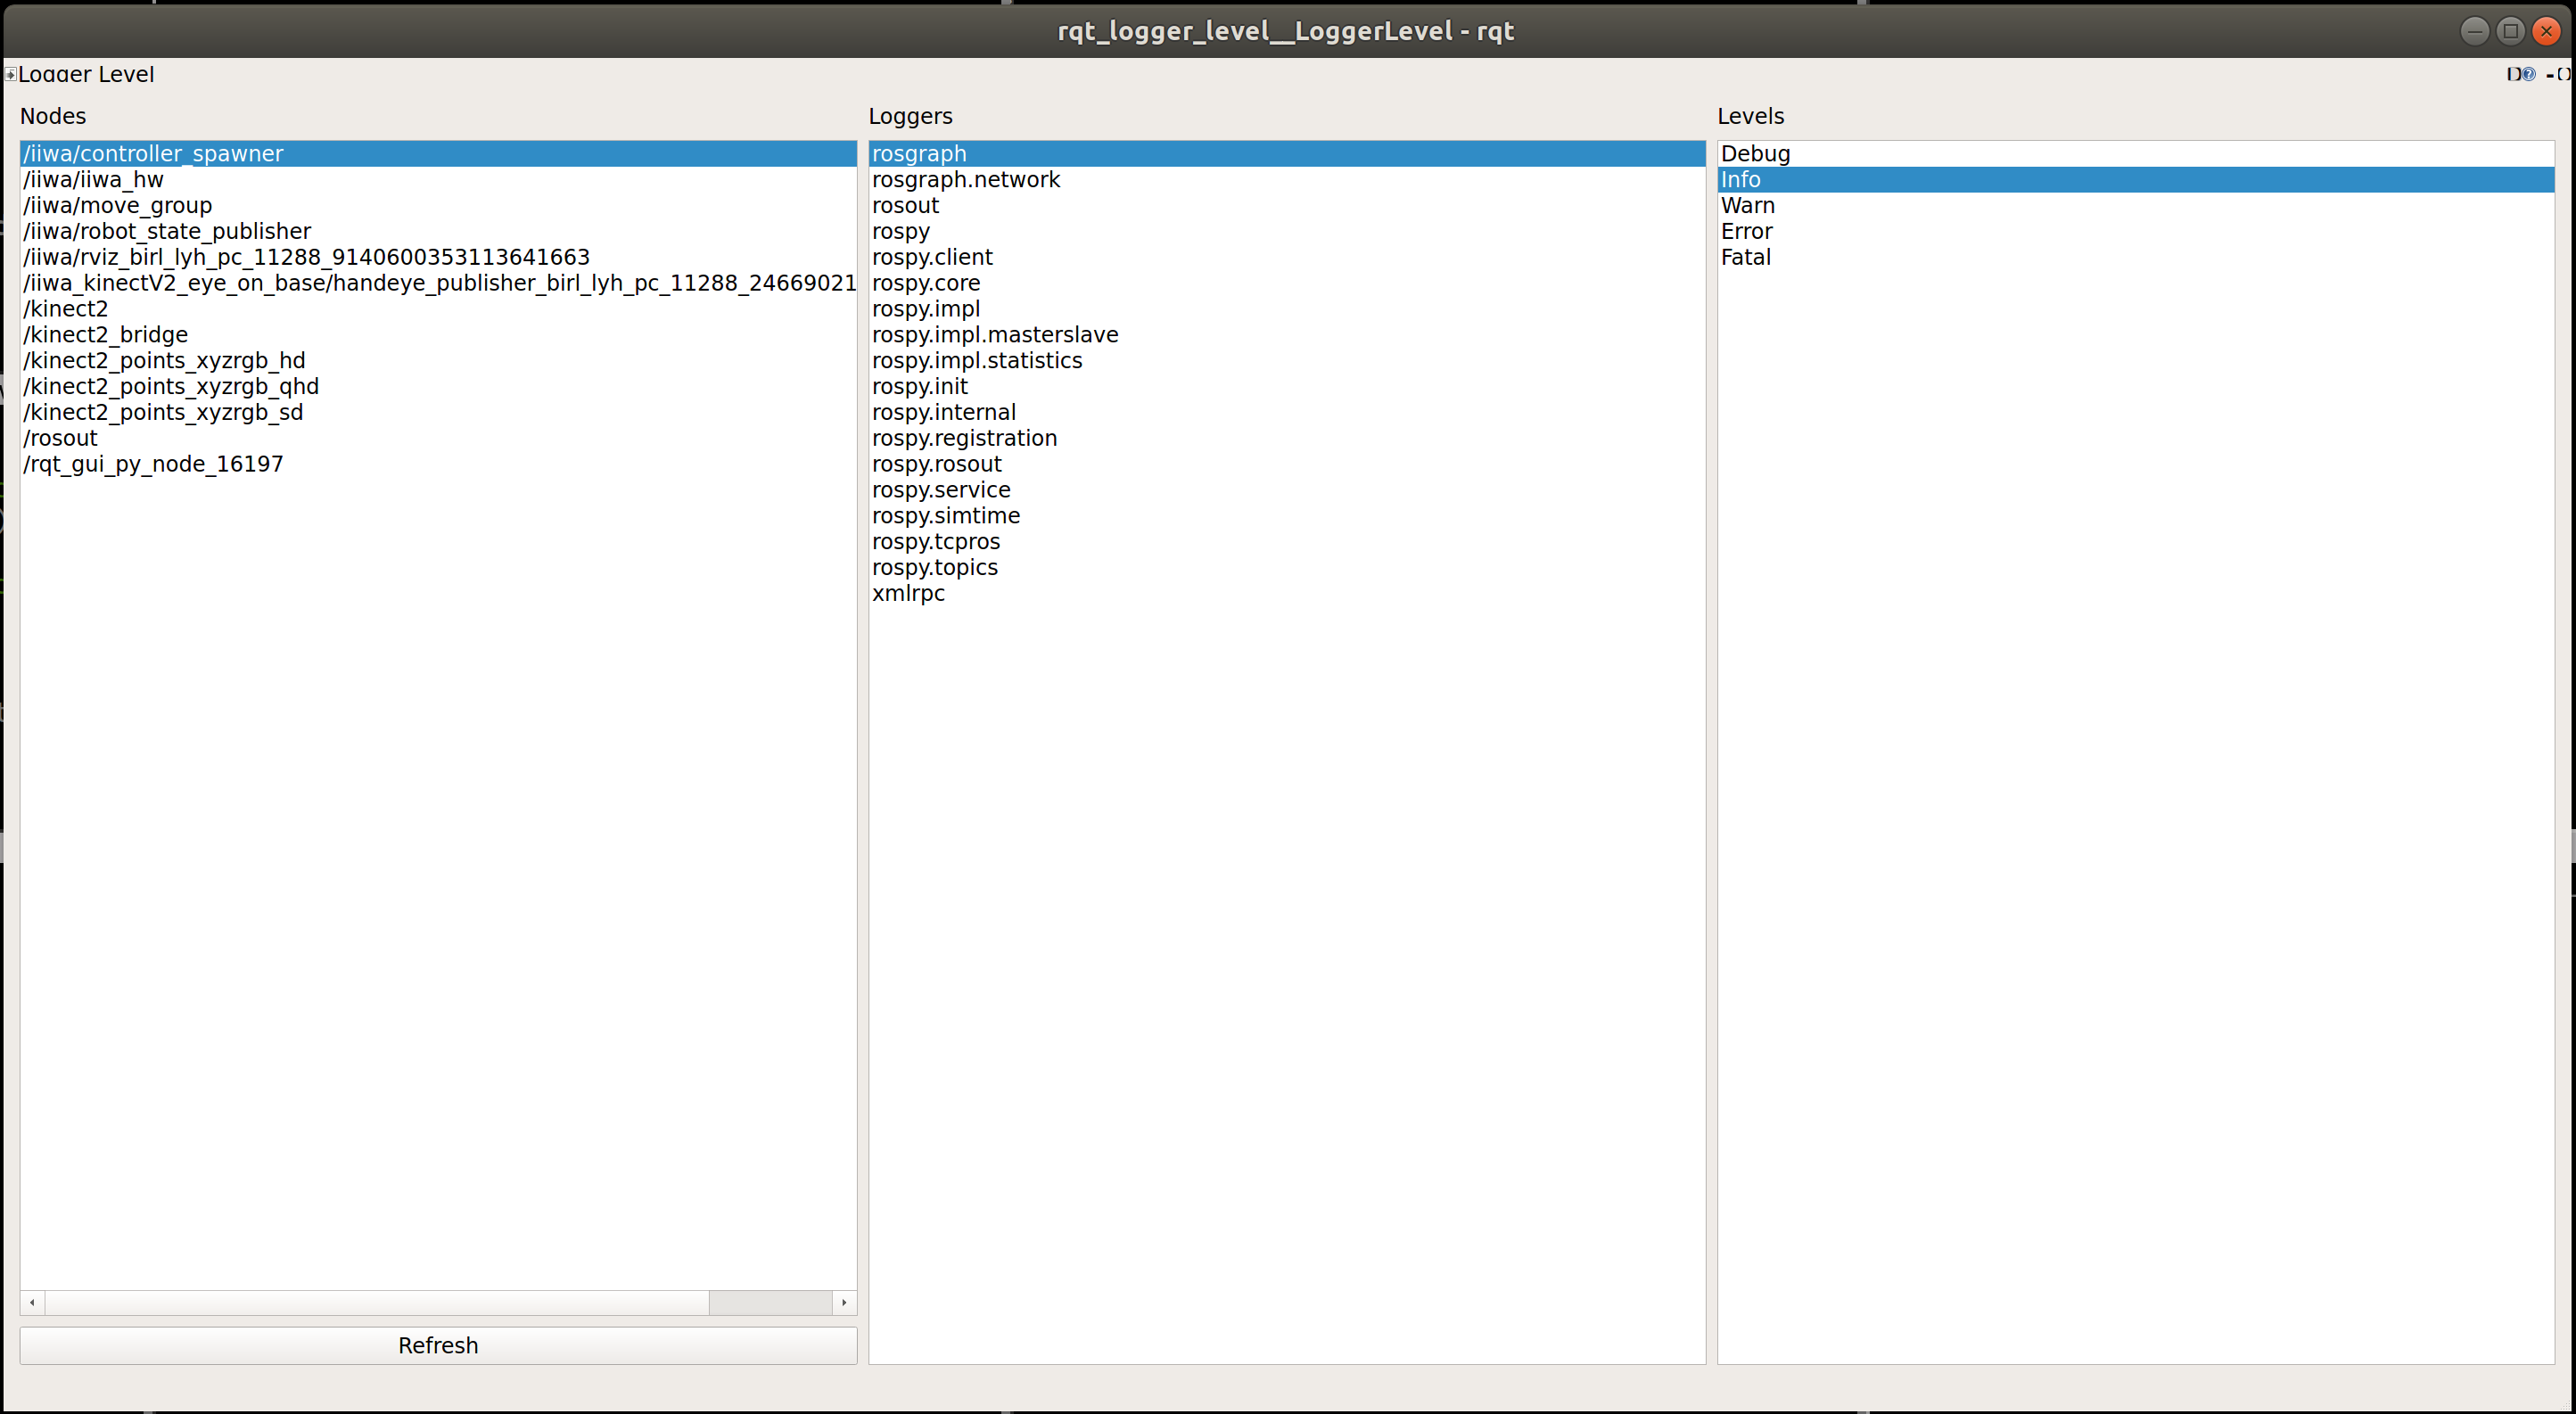 rqt_logger_level__LoggerLevel - rqt
Logger Level
Nodes
/iiwa/controller_spawner
/iiwa/iiwa_hw
/iiwa/move_group
/iiwa/robot_state_publisher
/iiwa/rviz_birl_lyh_pc_11288_9140600353113641663
/iiwa_kinectV2_eye_on_base/handeye_publisher_birl_lyh_pc_11288_24669021
/kinect2
/kinect2_bridge
/kinect2_points_xyzrgb_hd
/kinect2_points_xyzrgb_qhd
/kinect2_points_xyzrgb_sd
/rosout
/rqt_gui_py_node_16197
Refresh
Loggers
rosgraph
rosgraph.network
rosout
rospy
rospy.client
rospy.core
rospy.impl
rospy.impl.masterslave
rospy.impl.statistics
rospy.init
rospy.internal
rospy.registration
rospy.rosout
rospy.service
rospy.simtime
rospy.tcpros
rospy.topics
xmlrpc
Levels
Debug
Info
Warn
Error
Fatal